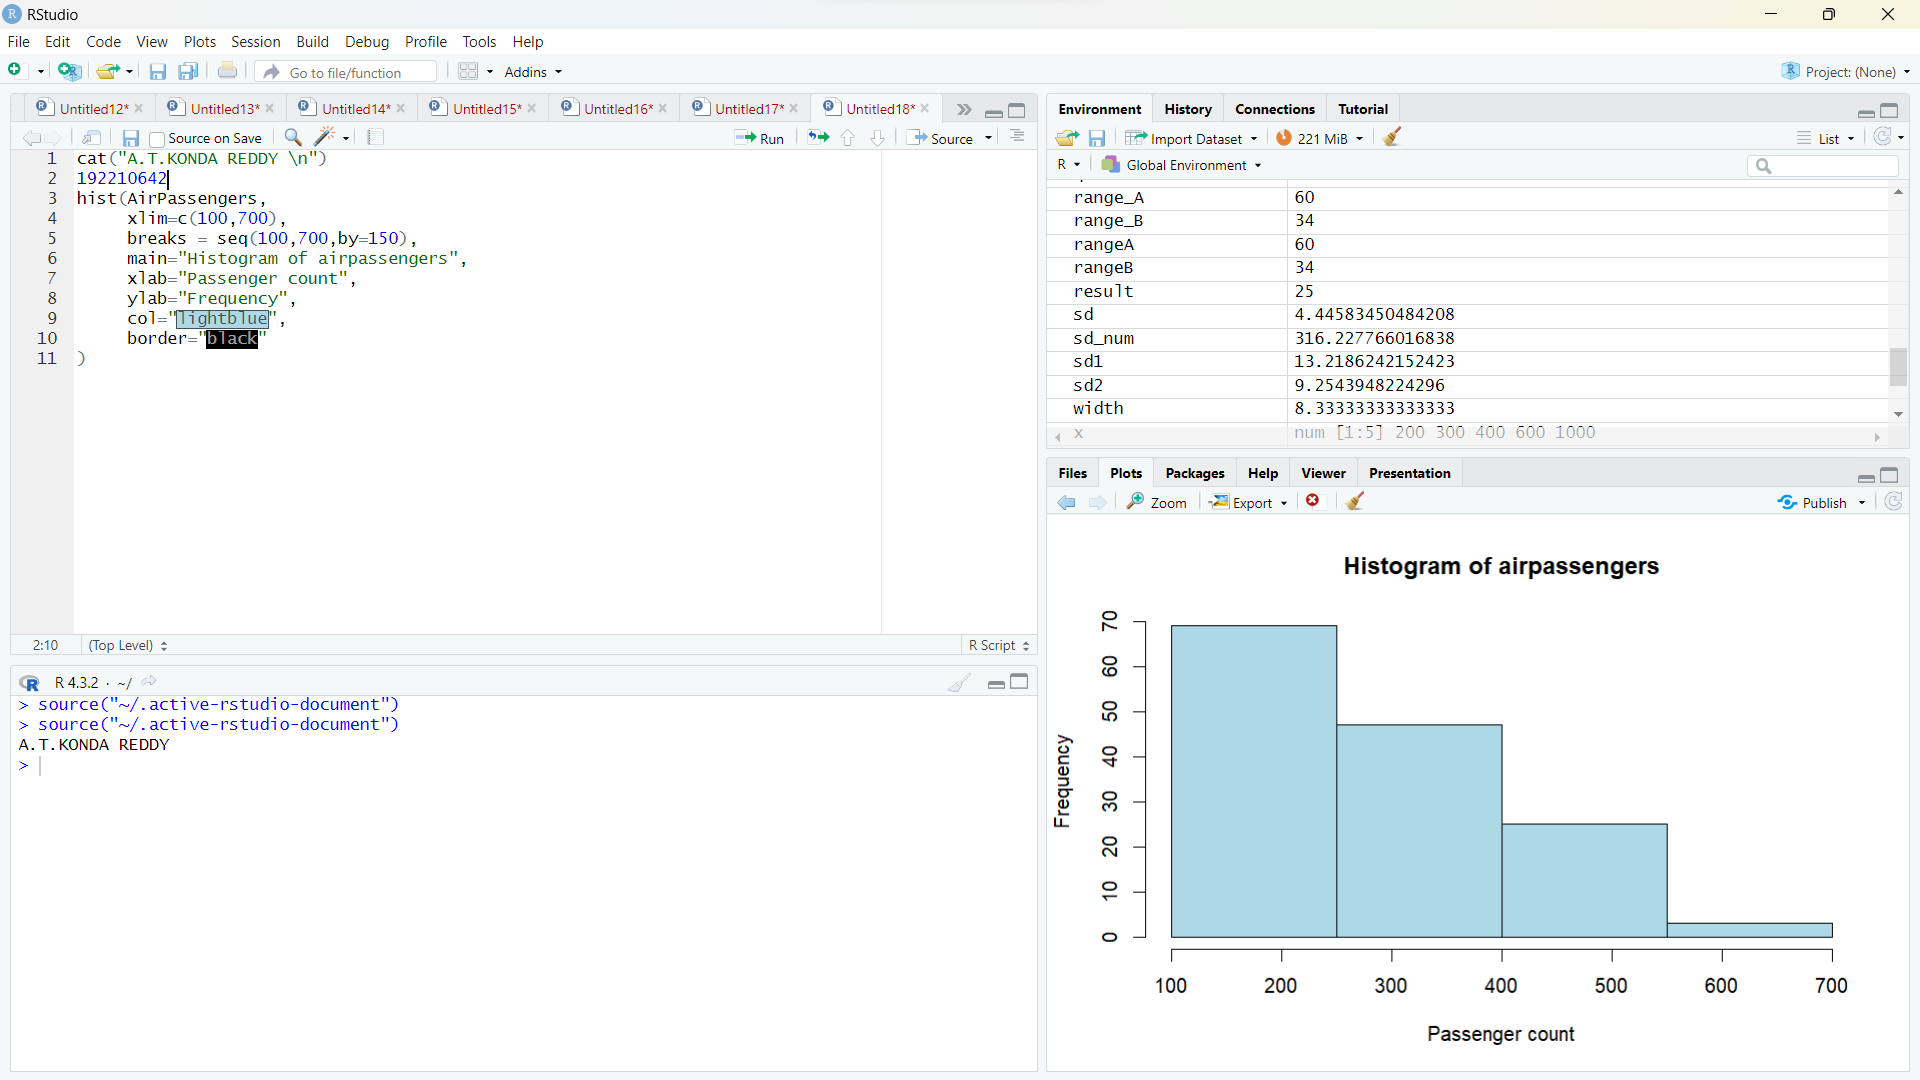 RStudio
File Edit Code View Plots Session Build Debug Profile Tools Help
Go to file/function Addins Project: (None)
Untitled12* Untitled13* Untitled14* Untitled15* Untitled16* Untitled17* Untitled18*
Source on Save Run Source
1 cat("A.T.KONDA REDDY \n")
2 192210642
3 hist(AirPassengers,
4 xlim=c(100,700),
5 breaks = seq(100,700,by=150),
6 main="Histogram of airpassengers",
7 xlab="Passenger count",
8 ylab="Frequency",
9 col="lightblue",
10 border="black"
11 )
2:10 (Top Level) R Script
R 4.3.2 · ~/
> source("~/.active-rstudio-document")
> source("~/.active-rstudio-document")
A.T.KONDA REDDY
>
Environment History Connections Tutorial
Import Dataset 221 MiB List
R Global Environment
range_A 60
range_B 34
rangeA 60
rangeB 34
result 25
sd 4.44583450484208
sd_num 316.227766016838
sd1 13.2186242152423
sd2 9.2543948224296
width 8.33333333333333
x num [1:5] 200 300 400 600 1000
Files Plots Packages Help Viewer Presentation
Zoom Export Publish
Histogram of airpassengers
Frequency
70
60
50
40
30
20
10
0
100 200 300 400 500 600 700
Passenger count